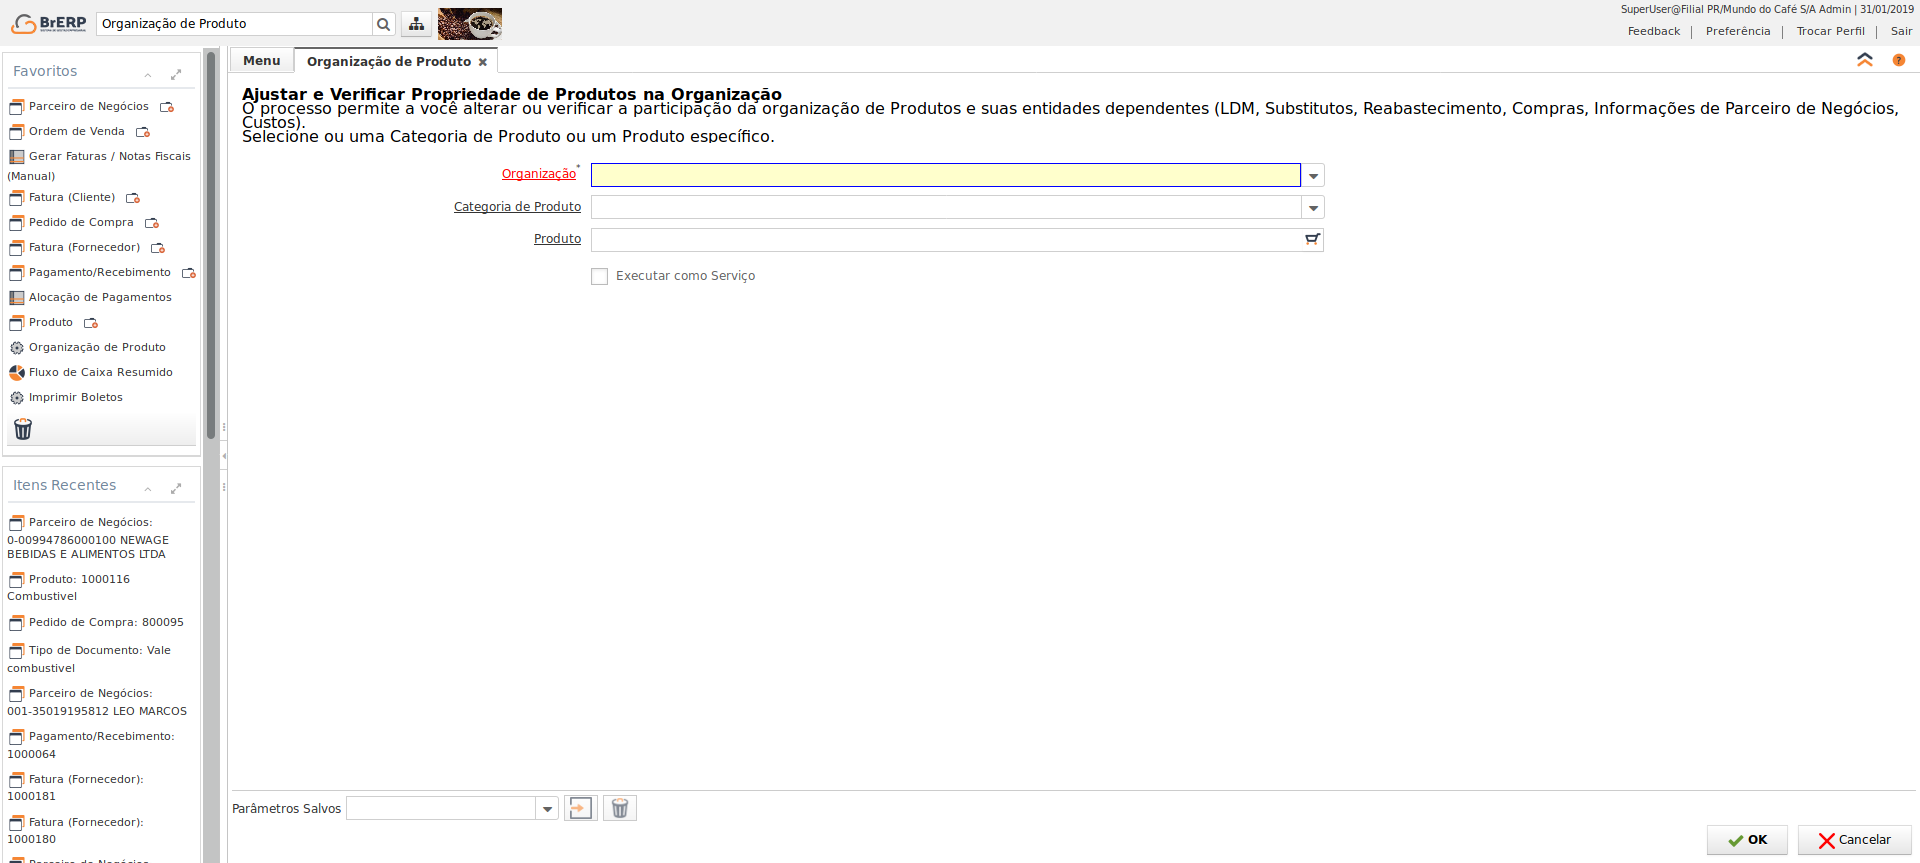 BrERP
Organização de Produto
SuperUser@Filial PR/Mundo do Café S/A Admin | 31/01/2019
Feedback | Preferência | Trocar Perfil | Sair
Favoritos
Parceiro de Negócios
Ordem de Venda
Gerar Faturas / Notas Fiscais
(Manual)
Fatura (Cliente)
Pedido de Compra
Fatura (Fornecedor)
Pagamento/Recebimento
Alocação de Pagamentos
Produto
Organização de Produto
Fluxo de Caixa Resumido
Imprimir Boletos
Itens Recentes
Parceiro de Negócios:
0-00994786000100 NEWAGE
BEBIDAS E ALIMENTOS LTDA
Produto: 1000116
Combustivel
Pedido de Compra: 800095
Tipo de Documento: Vale
combustivel
Parceiro de Negócios:
001-35019195812 LEO MARCOS
Pagamento/Recebimento:
1000064
Fatura (Fornecedor):
1000181
Fatura (Fornecedor):
1000180
Parceiro de Negócios
Menu
Organização de Produto
Ajustar e Verificar Propriedade de Produtos na Organização
O processo permite a você alterar ou verificar a participação da organização de Produtos e suas entidades dependentes (LDM, Substitutos, Reabastecimento, Compras, Informações de Parceiro de Negócios,
Custos).
Selecione ou uma Categoria de Produto ou um Produto específico.
Organização*
Categoria de Produto
Produto
Executar como Serviço
Parâmetros Salvos
OK
Cancelar